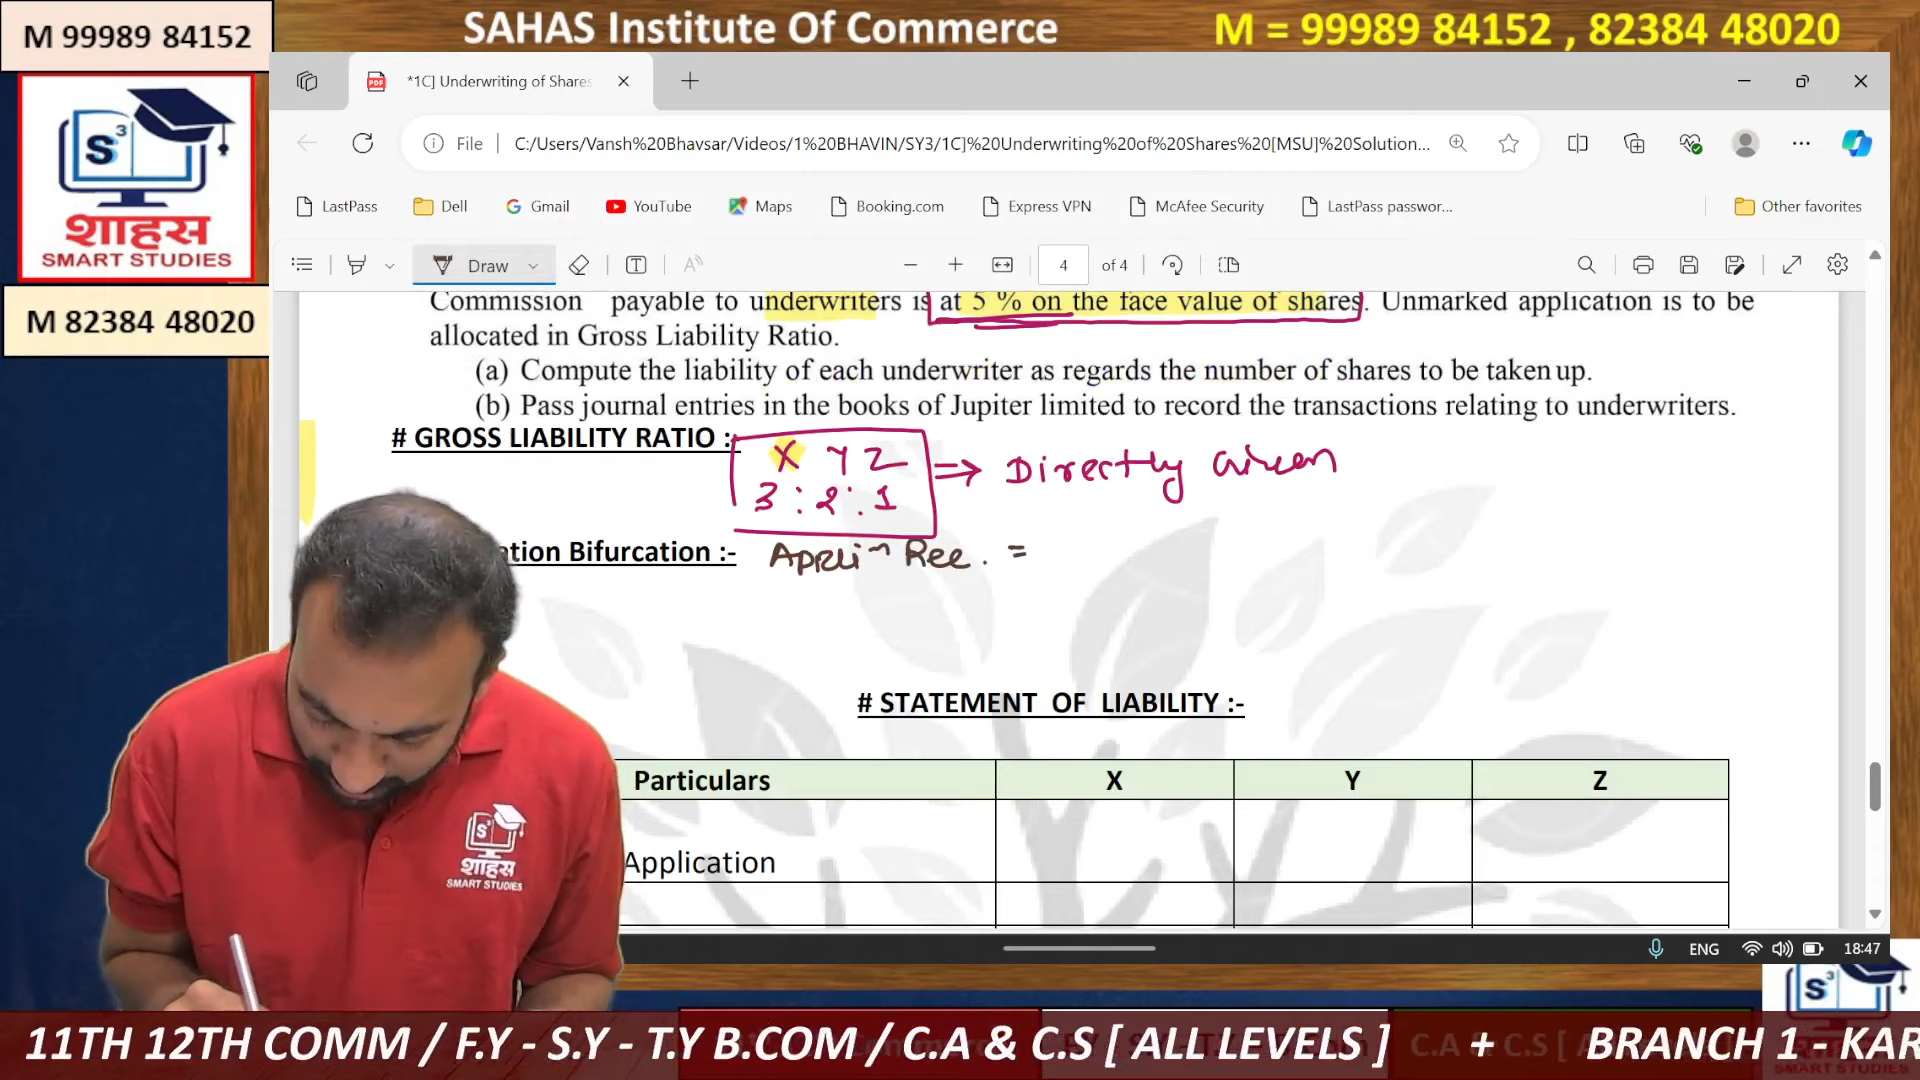 M 99989 84152
SAHAS Institute Of Commerce
M = 99989 84152 , 82384 48020
S³
शाहस
SMART STUDIES
M 82384 48020
*1C] Underwriting of Shares
File
C:/Users/Vansh%20Bhavsar/Videos/1%20BHAVIN/SY3/1C]%20Underwriting%20of%20Shares%20[MSU]%20Solution...
LastPass
Dell
Gmail
YouTube
Maps
Booking.com
Express VPN
McAfee Security
LastPass passwor...
Other favorites
Draw
4 of 4
Commission payable to underwriters is at 5 % on the face value of shares. Unmarked application is to be
allocated in Gross Liability Ratio.
(a) Compute the liability of each underwriter as regards the number of shares to be taken up.
(b) Pass journal entries in the books of Jupiter limited to record the transactions relating to underwriters.
# GROSS LIABILITY RATIO :-
X Y Z
3 : 2 : 1
⇒ Directly Given
ation Bifurcation :- Appli~ Rec. =
# STATEMENT OF LIABILITY :-
Particulars X Y Z
Application
S³
शाहस
SMART STUDIES
ENG
18:47
S³
11TH 12TH COMM / F.Y - S.Y - T.Y B.COM / C.A & C.S [ ALL LEVELS ] + BRANCH 1 - KAR